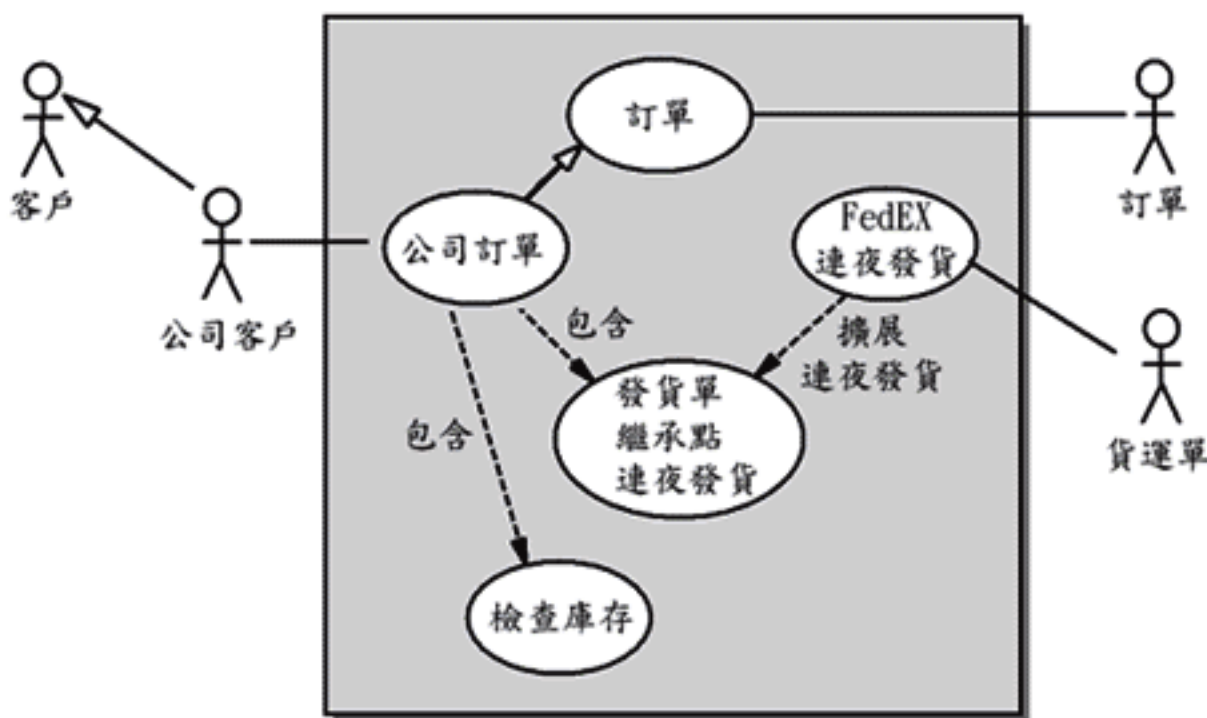 客戶
公司客戶
訂單
公司訂單
FedEX
連夜發貨
包含
擴展
連夜發貨
包含
發貨單
繼承點
連夜發貨
檢查庫存
訂單
貨運單